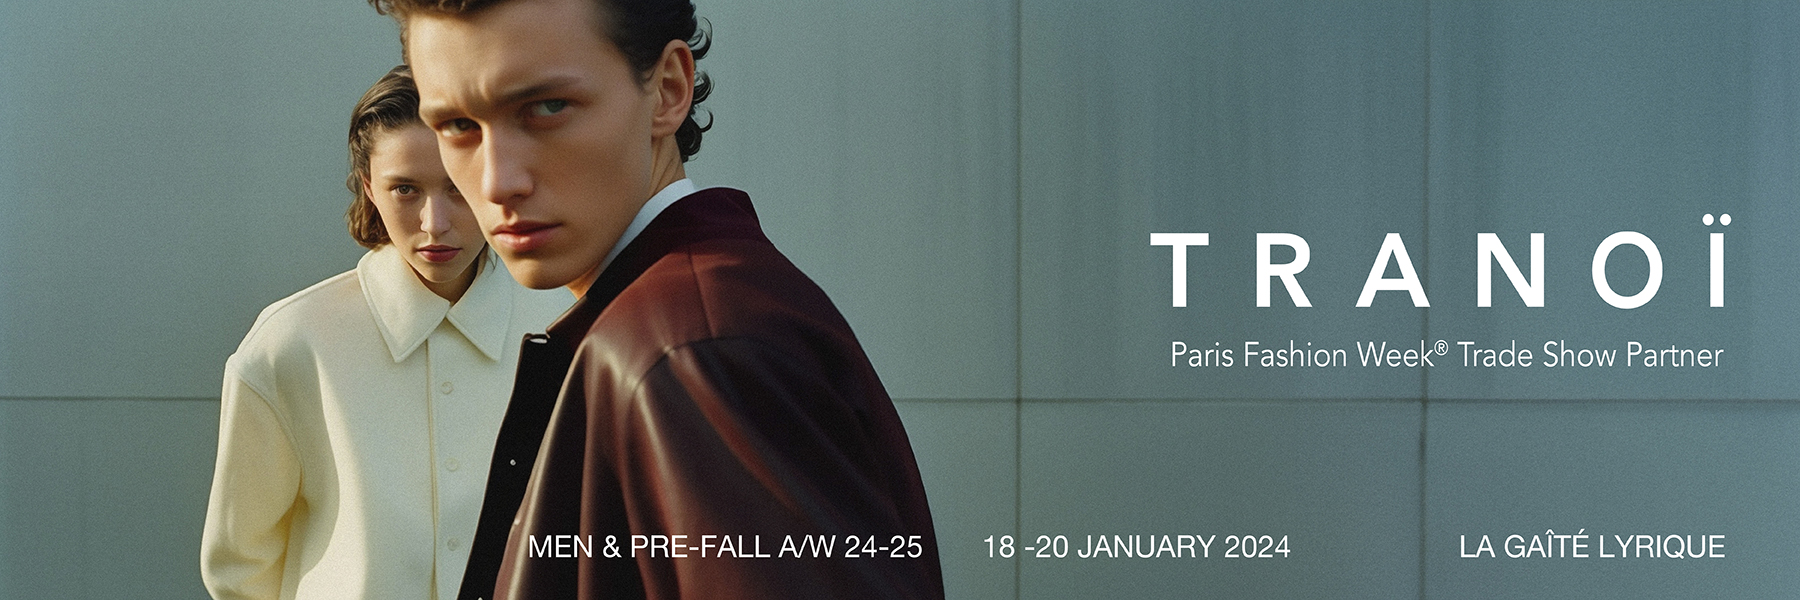 TRANOÏ
Paris Fashion Week® Trade Show Partner
MEN & PRE-FALL A/W 24-25 18 -20 JANUARY 2024 LA GAÎTÉ LYRIQUE